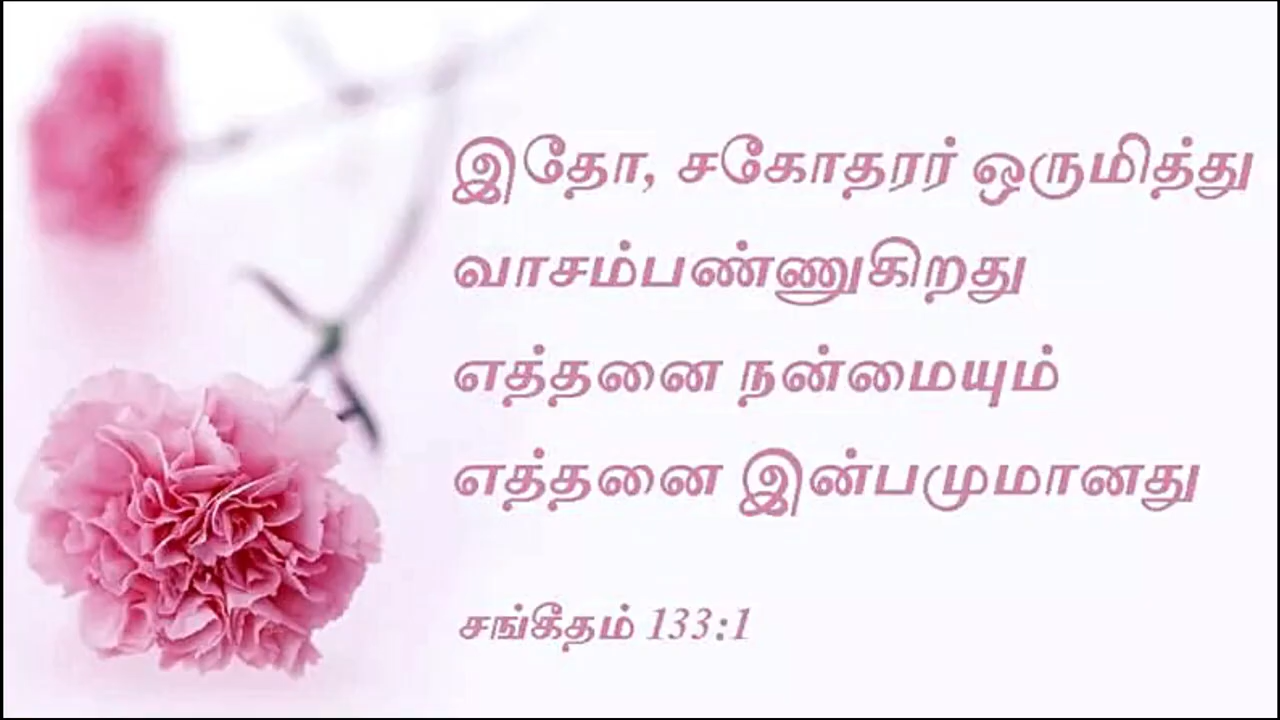 இதோ, சகோதரர் ஒருமித்து
வாசம்பண்ணுகிறது
எத்தனை நன்மையும்
எத்தனை இன்பமுமானது
சங்கீதம் 133:1